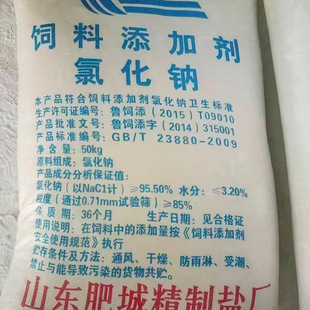 饲料添加剂
氯化钠
本产品符合饲料添加剂氯化钠卫生标准
生产许可证编号：鲁饲添（2015）T09010
产品批准文号：鲁饲添字（2014）315001
产品标准编号：GB/T 23880-2009
净含量：50kg
原料组成：氯化钠
产品成分分析保证值：
氯化钠（以NaC1计）≥95.50% 水分：≤3.20%
粒度（通过0.71mm试验筛）≥85%
保质期：36个月 生产日期：见合格证
使用说明：在饲料中的添加量按《饲料添加剂
安全使用规范》执行
贮存条件及方法：通风、干燥、防雨淋、受潮、
禁止与能导致污染的货物共贮。
山东肥城精制盐厂